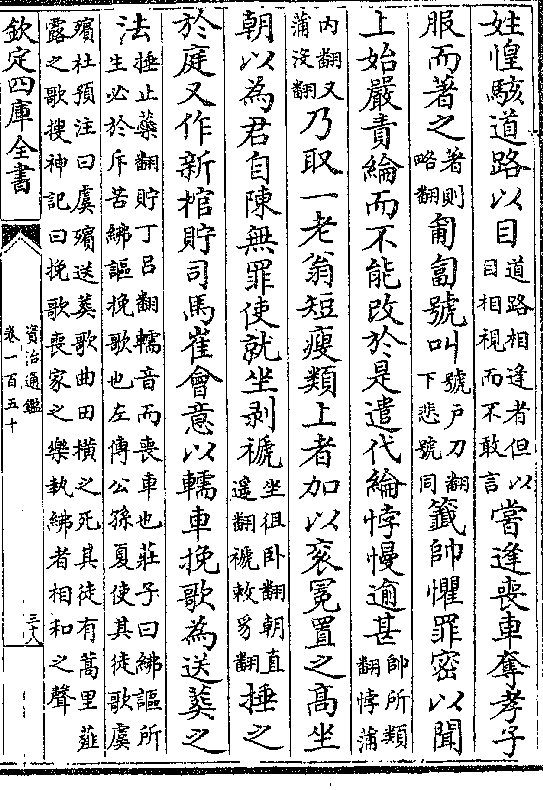 姓惶駭道路以目道路相逢者但以目相視而不敢言嘗逢喪車奪孝子
服而著之著則略翻匍匐號叫號戶刀翻下悲號同籖帥懼罪密以聞
上始嚴責綸而不能改於是遣代綸悖慢逾甚帥所類翻悖蒲
內翻又蒲沒翻乃取一老翁短瘦類上者加以衮冕置之高坐
朝以為君自陳無罪使就坐剥褫坐徂卧翻朝直遥翻褫敕豸翻捶之
於庭又作新棺貯司馬崔會意以轜車挽歌為送葬之
法捶止蘂翻貯丁呂翻轜音而喪車也莊子曰紼謳所生必於斥苦紼謳挽歌也左傳公孫夏使其徒歌虞
殯杜預注曰虞殯送葬歌曲田横之死其徒有蒿里薤露之歌搜神記曰挽歌喪家之樂執紼者相和之聲
欽定四庫全書
資治通鑑
卷一百五十
三八